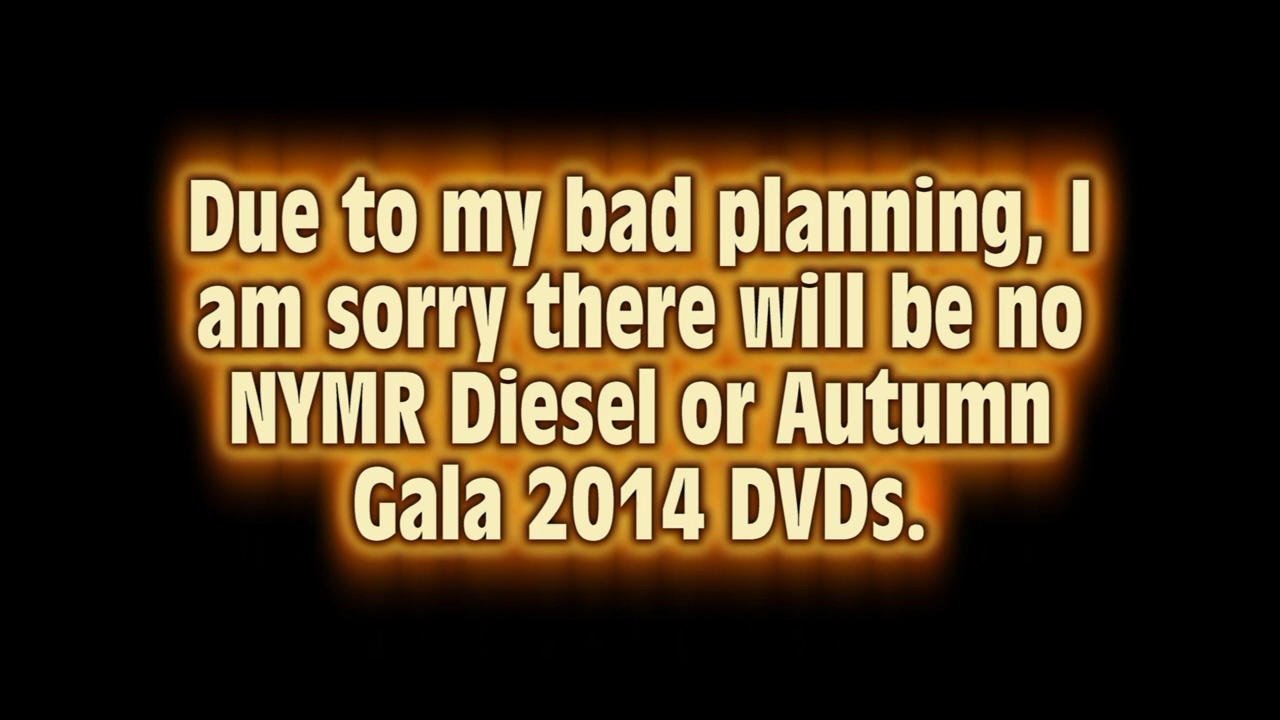 Due to my bad planning, I
am sorry there will be no
NYMR Diesel or Autumn
Gala 2014 DVDs.